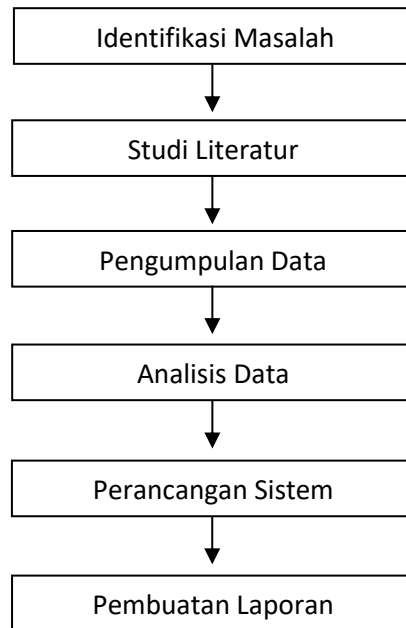 Identifikasi Masalah
Studi Literatur
Pengumpulan Data
Analisis Data
Perancangan Sistem
Pembuatan Laporan